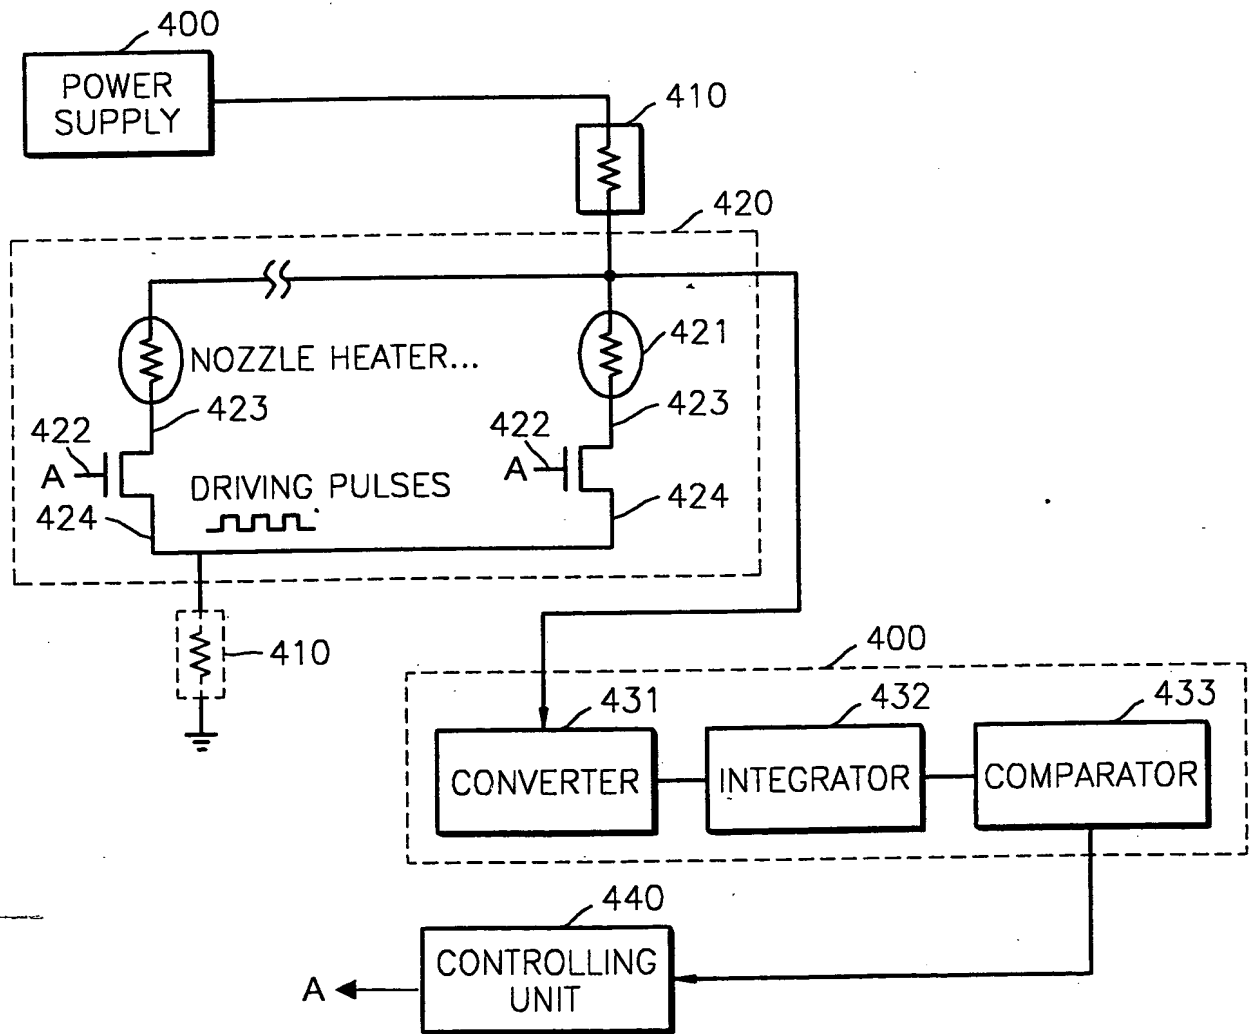 400
POWER
SUPPLY
410
420
NOZZLE HEATER...
421
423
423
422
422
A
A
DRIVING PULSES
424
424
410
400
431
432
433
CONVERTER
INTEGRATOR
COMPARATOR
440
CONTROLLING
UNIT
A